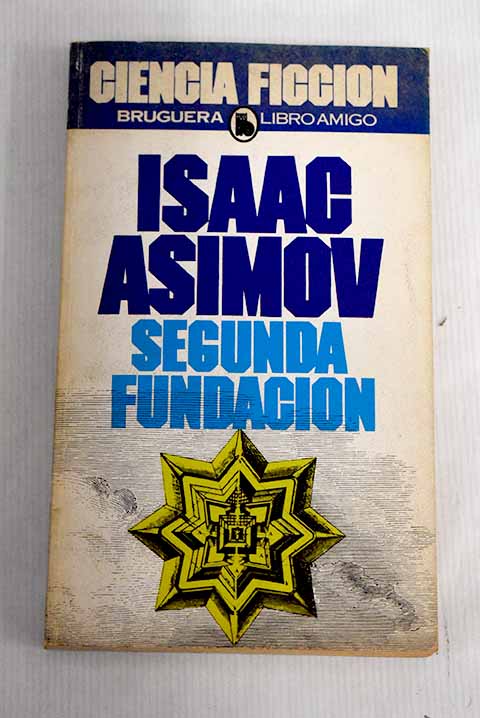 CIENCIA FICCION
BRUGUERA LIBRO AMIGO
ISAAC
ASIMOV
SEGUNDA
FUNDACION